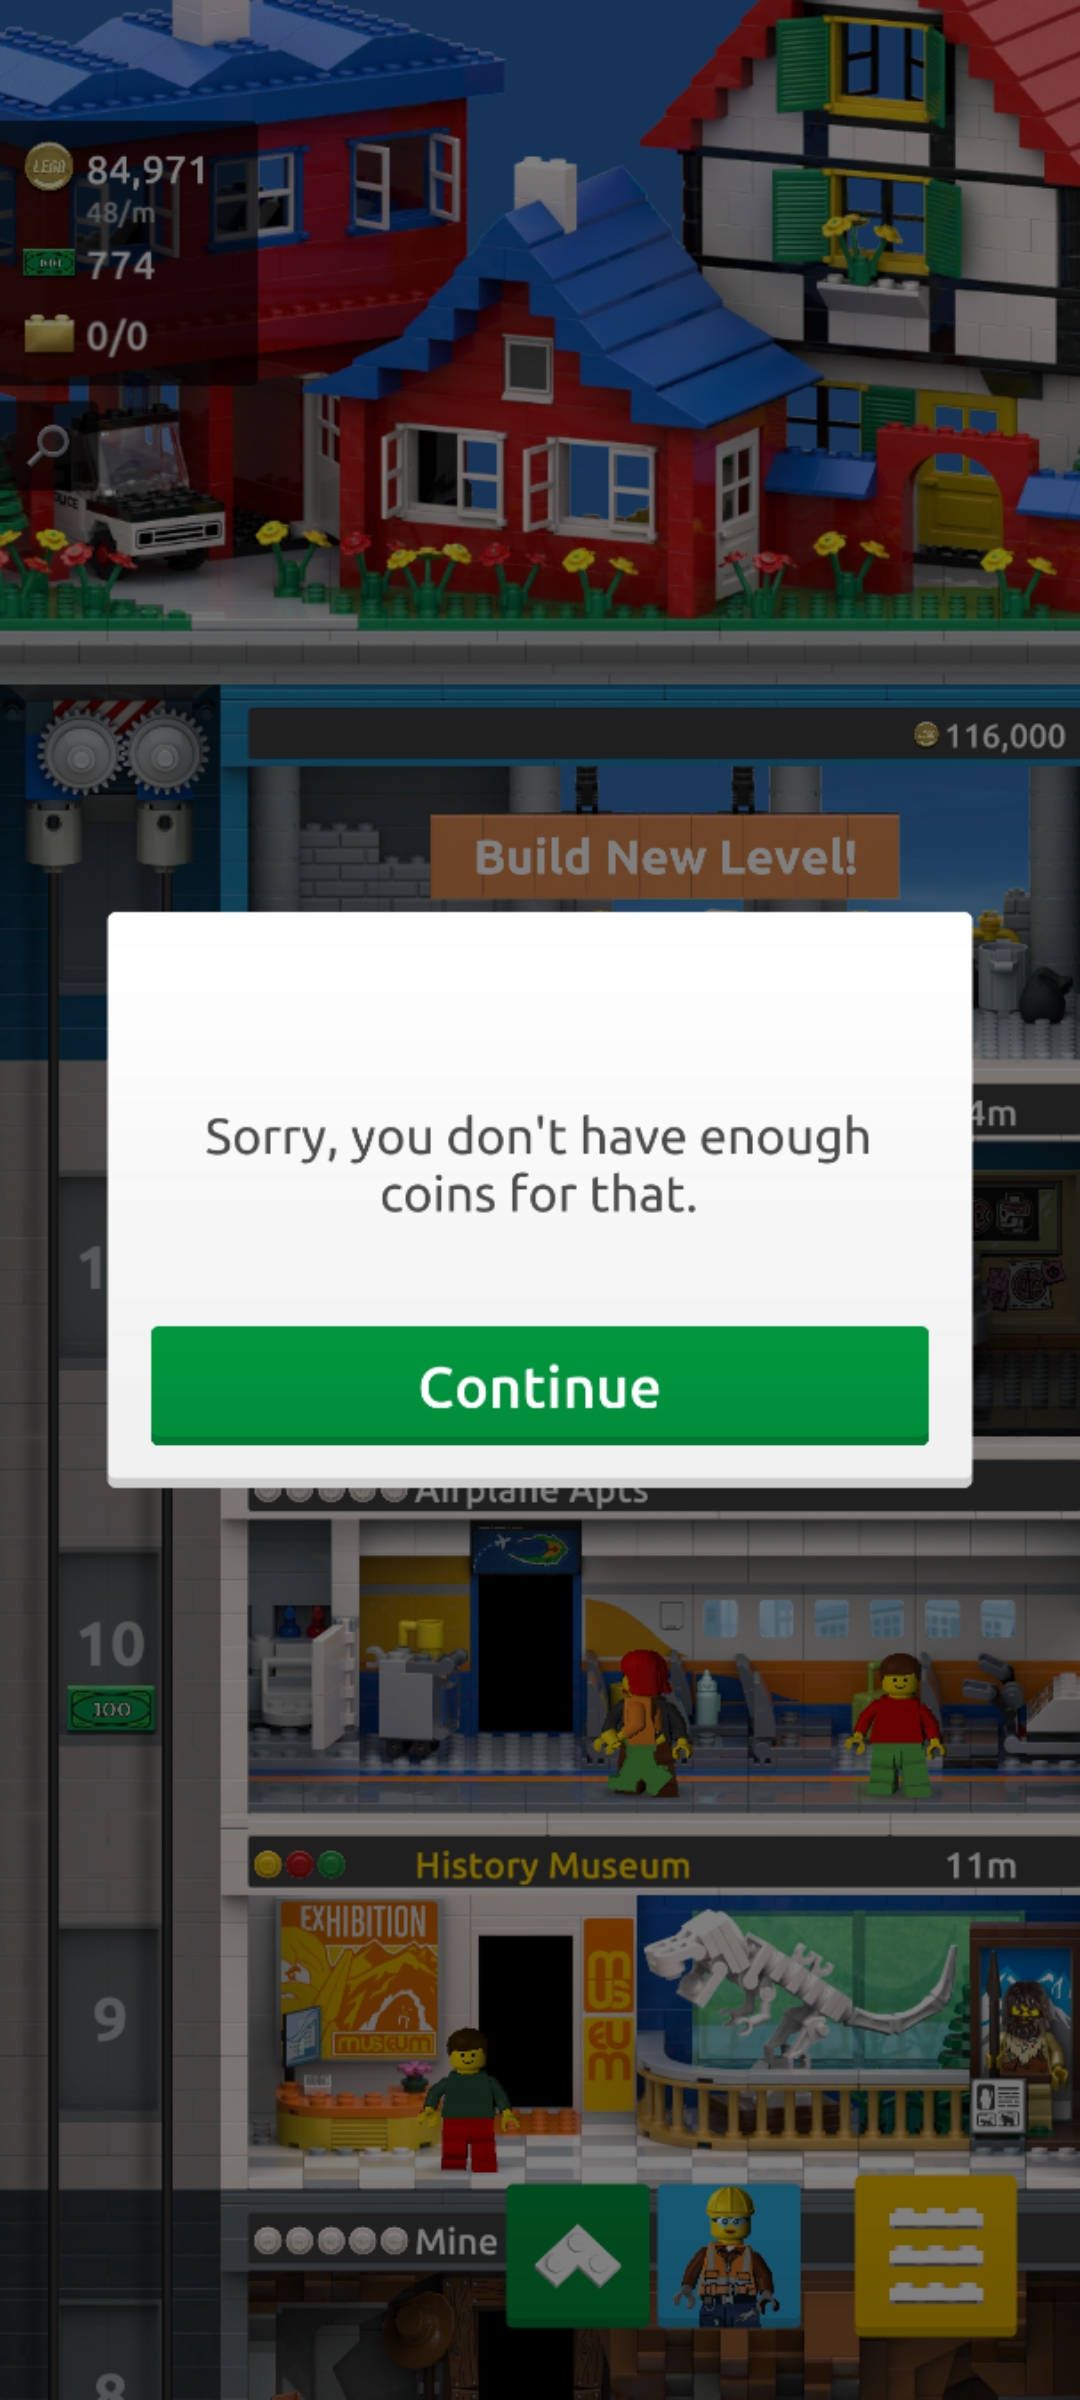 LEGO 84,971
48/m
100 774
0/0
POLICE
116,000
Build New Level!
4m
Sorry, you don't have enough
coins for that.
Continue
1
Airplane Apts
10
100
History Museum 11m
EXHIBITION
MUSEUM
MUSEUM
9
Mine
8